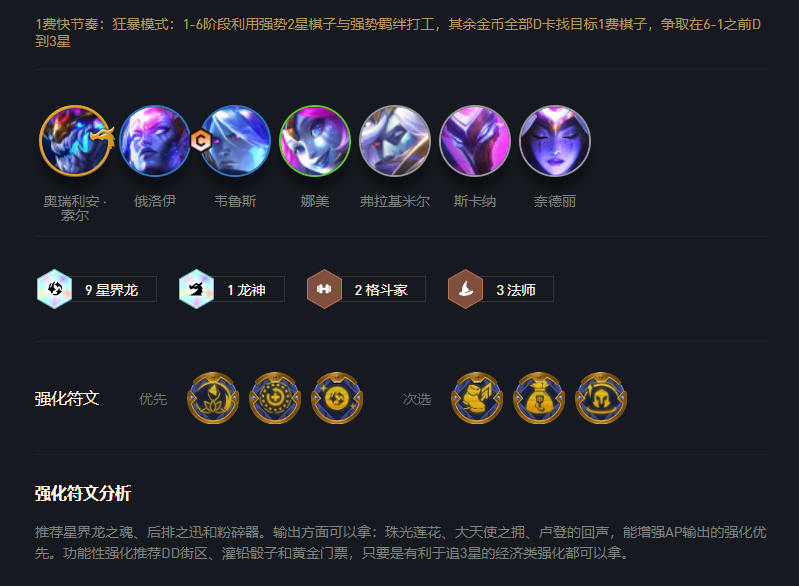 1费快节奏：狂暴模式：1-6阶段利用强势2星棋子与强势羁绊打工，其余金币全部D卡找目标1费棋子，争取在6-1之前D
到3星
奥瑞利安·
索尔
俄洛伊
韦鲁斯
娜美
弗拉基米尔
斯卡纳
奈德丽
9 星界龙
1 龙神
2 格斗家
3 法师
强化符文
优先
次选
强化符文分析
推荐星界龙之魂、后排之迅和粉碎器。输出方面可以拿：珠光莲花、大天使之拥、卢登的回声，能增强AP输出的强化优
先。功能性强化推荐DD街区、灌铅骰子和黄金门票，只要是有利于追3星的经济类强化都可以拿。